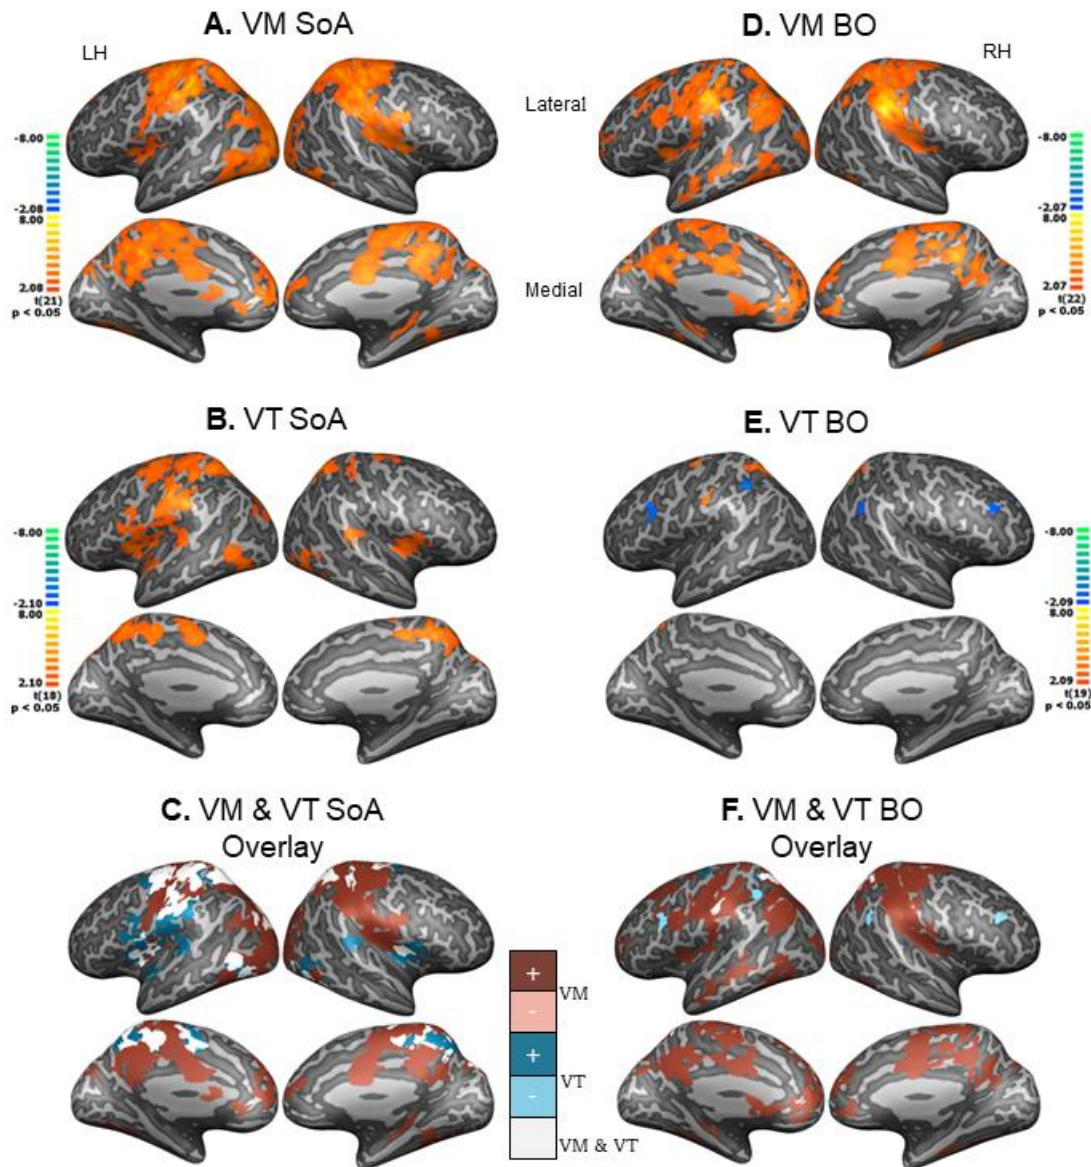 A. VM SoA
LH
-8.00
-2.08
8.00
2.08
t(21)
p < 0.05
D. VM BO
RH
Lateral
Medial
-8.00
-2.07
8.00
2.07
t(22)
p < 0.05
B. VT SoA
-8.00
-2.10
8.00
2.10
t(18)
p < 0.05
E. VT BO
-8.00
-2.09
8.00
2.09
t(19)
p < 0.05
C. VM & VT SoA
Overlay
F. VM & VT BO
Overlay
+
VM
-
+
VT
-
VM & VT